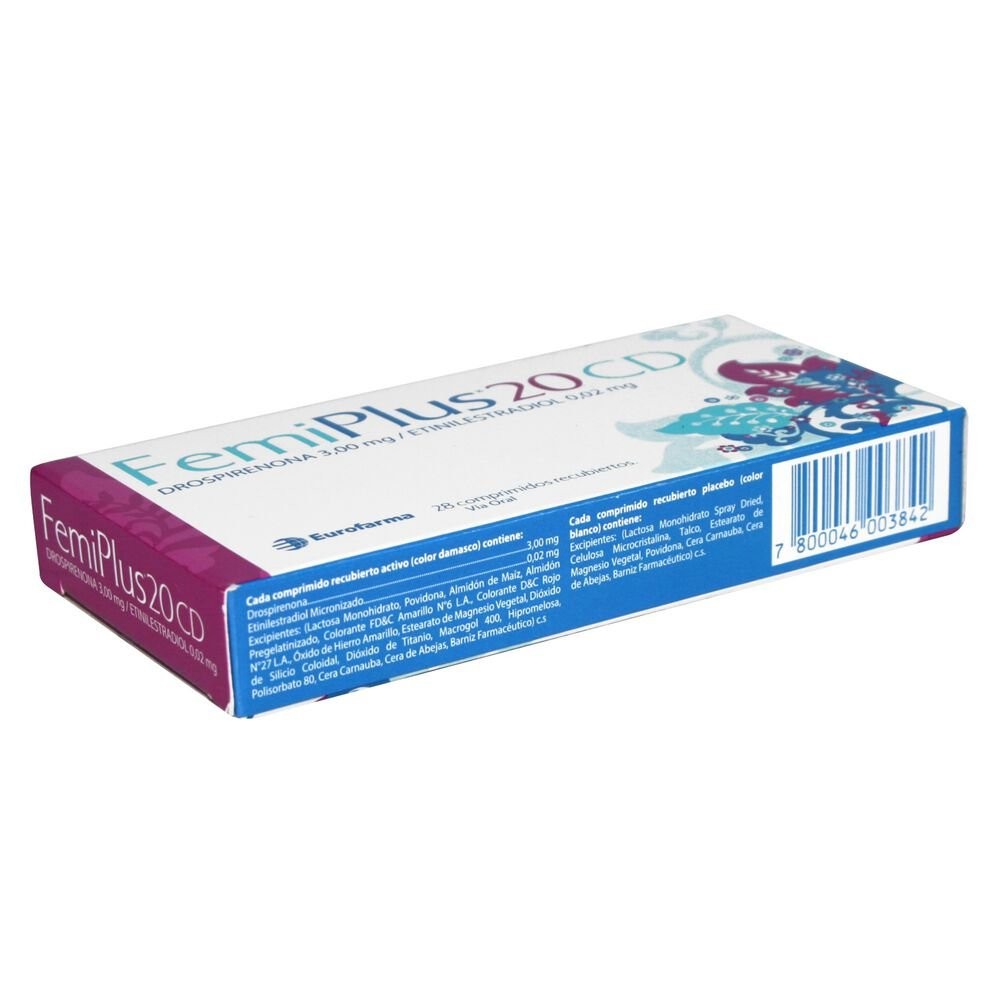 FemiPlus® 20 CD
DROSPIRENONA 3,00 mg / ETINILESTRADIOL 0,02 mg
28 comprimidos recubiertos.
Vía Oral
Eurofarma
FemiPlus20 CD
DROSPIRENONA 3,00 mg / ETINILESTRADIOL 0,02 mg
Cada comprimido recubierto activo (color damasco) contiene:
Drospirenona 3,00 mg
Etinilestradiol Micronizado 0,02 mg
Excipientes: (Lactosa Monohidrato, Povidona, Almidón de Maíz, Almidón
Pregelatinizado, Colorante FD&C Amarillo N°6 L.A., Colorante D&C Rojo
N°27 L.A., Óxido de Hierro Amarillo, Estearato de Magnesio Vegetal, Dióxido
de Silicio Coloidal, Dióxido de Titanio, Macrogol 400, Hipromelosa,
Polisorbato 80, Cera Carnauba, Cera de Abejas, Barniz Farmacéutico) c.s
Cada comprimido recubierto placebo (color
blanco) contiene:
Excipientes: (Lactosa Monohidrato Spray Dried,
Celulosa Microcristalina, Talco, Estearato de
Magnesio Vegetal, Povidona, Cera Carnauba, Cera
de Abejas, Barniz Farmacéutico) c.s.
7 800046 003842